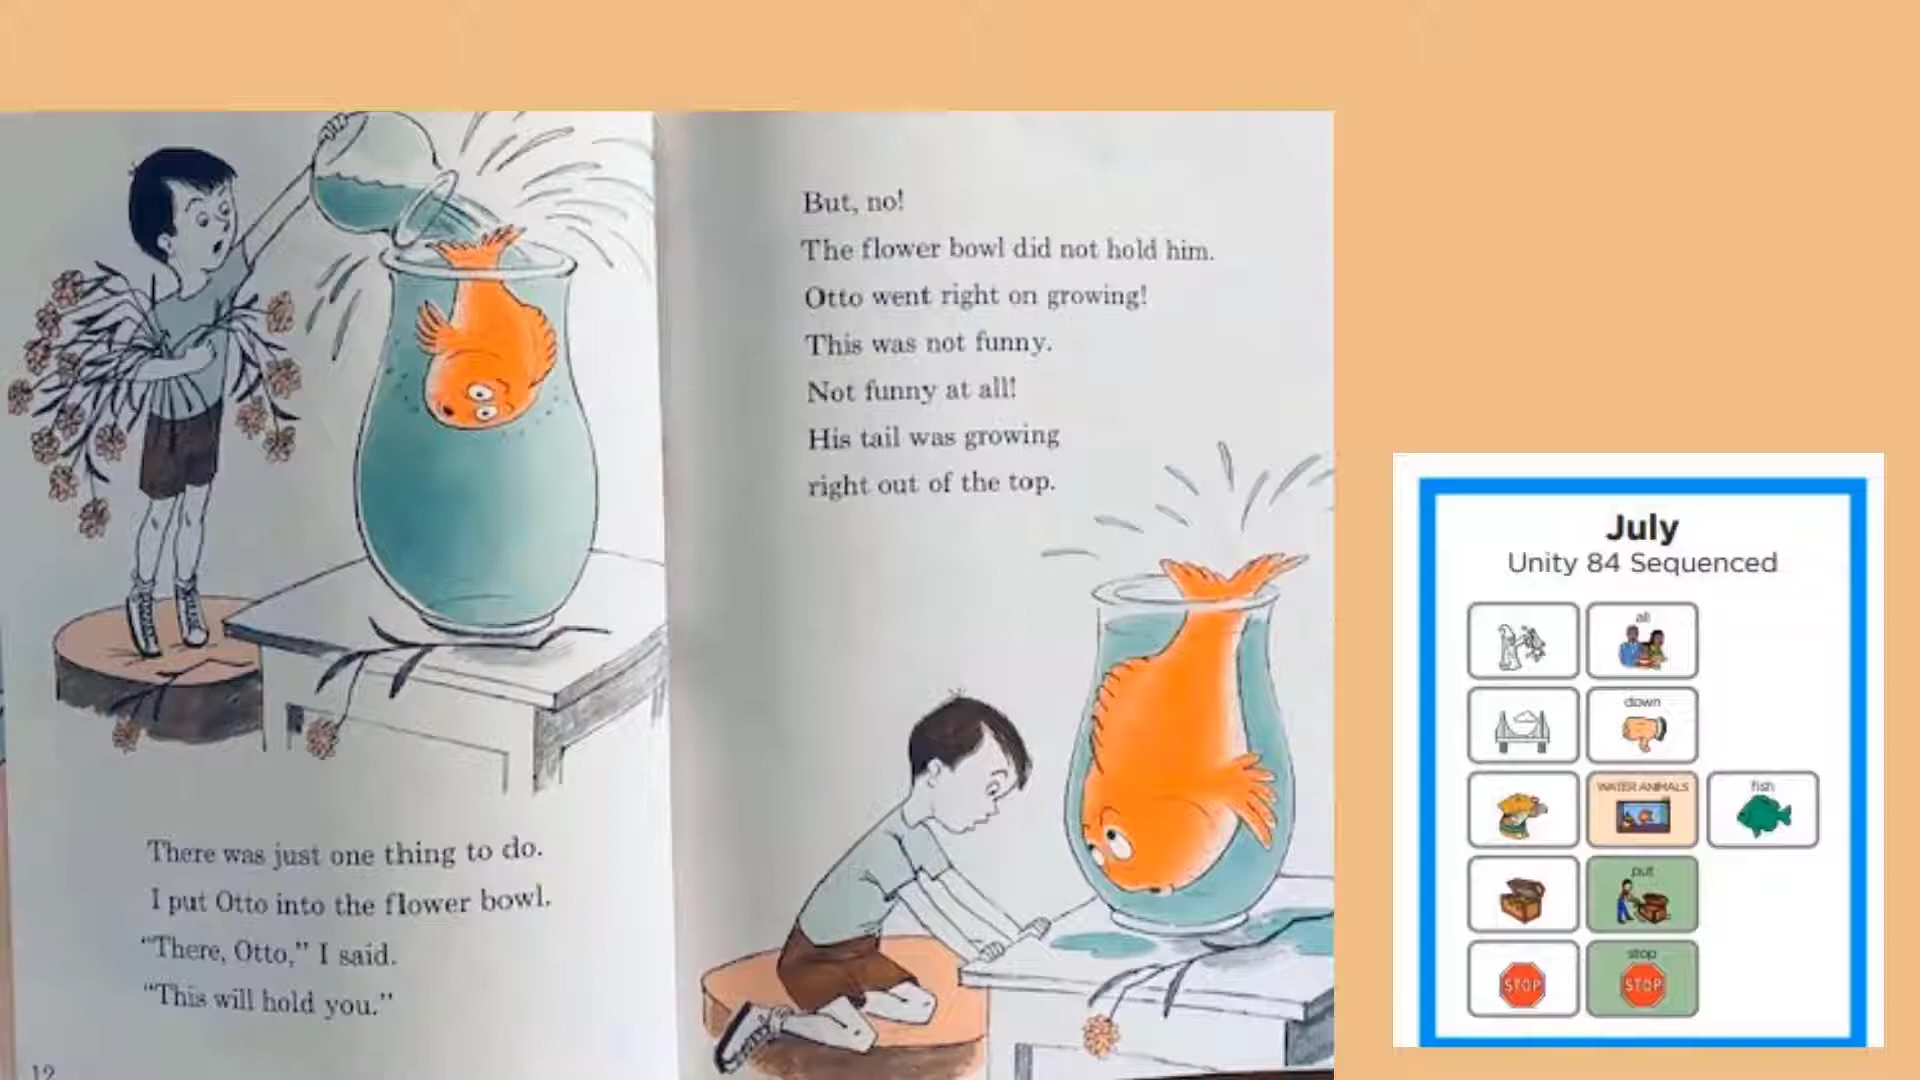 There was just one thing to do.
I put Otto into the flower bowl.
“There, Otto,” I said.
“This will hold you.”
12
But, no!
The flower bowl did not hold him.
Otto went right on growing!
This was not funny.
Not funny at all!
His tail was growing
right out of the top.
July
Unity 84 Sequenced
all
down
WATER ANIMALS
fish
put
STOP
stop
STOP